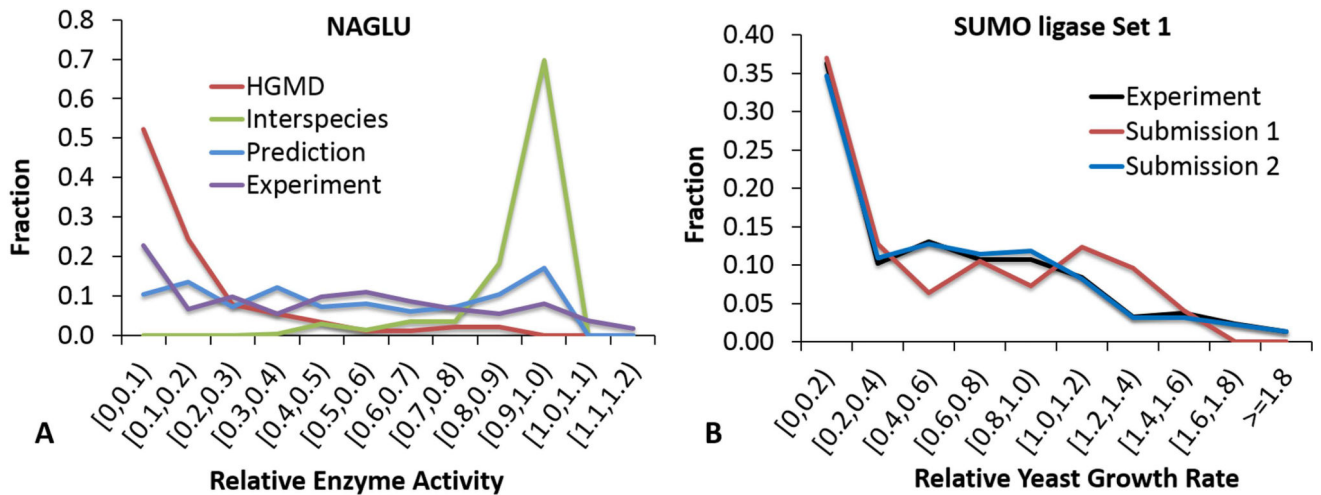 NAGLU
0.8
0.7
0.6
0.5
0.4
0.3
0.2
0.1
0.0
Fraction
HGMD
Interspecies
Prediction
Experiment
[0,0.1)
[0.1,0.2)
[0.2,0.3)
[0.3,0.4)
[0.4,0.5)
[0.5,0.6)
[0.6,0.7)
[0.7,0.8)
[0.8,0.9)
[0.9,1.0)
[1.0,1.1)
[1.1,1.2)
A
Relative Enzyme Activity
SUMO ligase Set 1
0.40
0.35
0.30
0.25
0.20
0.15
0.10
0.05
0.00
Fraction
Experiment
Submission 1
Submission 2
[0,0.2)
[0.2,0.4)
[0.4,0.6)
[0.6,0.8)
[0.8,1.0)
[1.0,1.2)
[1.2,1.4)
[1.4,1.6)
[1.6,1.8)
>=1.8
B
Relative Yeast Growth Rate